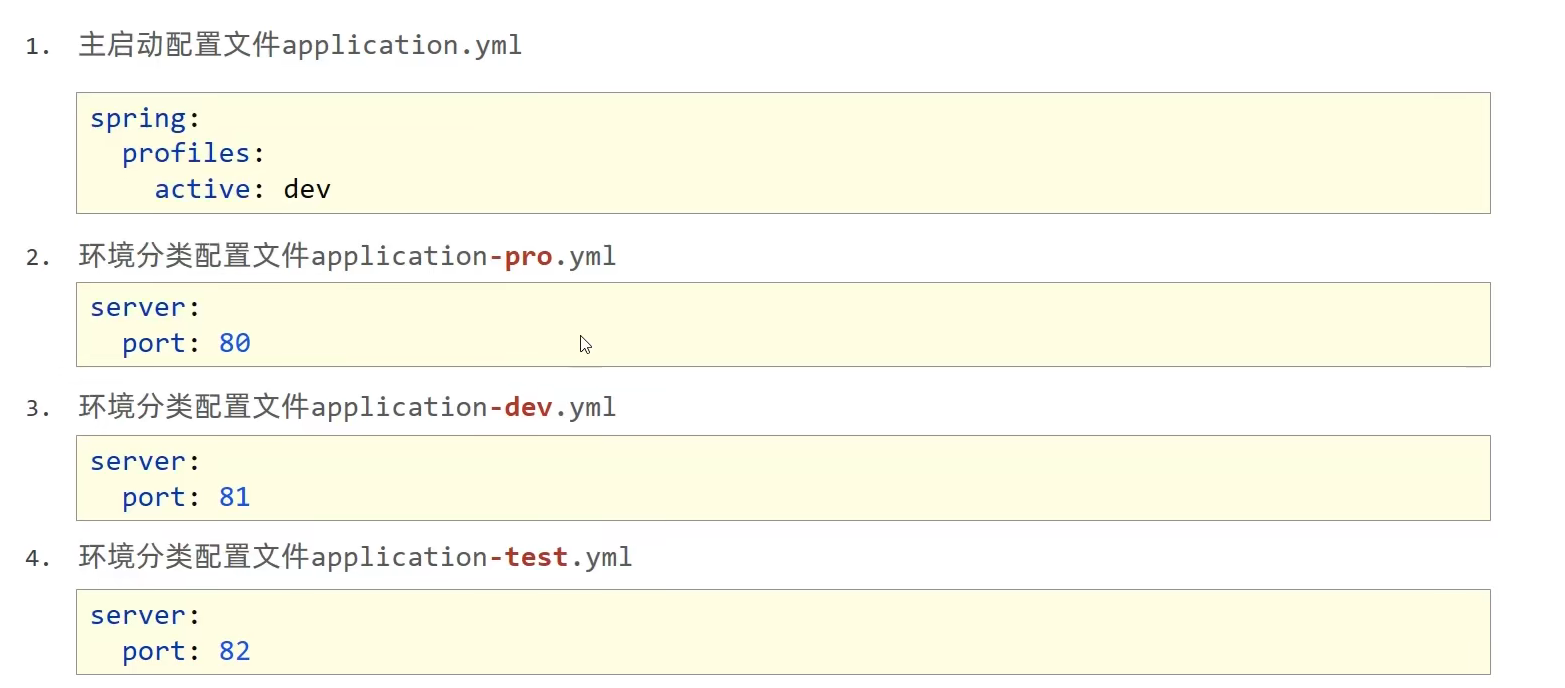 1. 主启动配置文件application.yml
spring:
  profiles:
    active: dev
2. 环境分类配置文件application-pro.yml
server:
  port: 80
3. 环境分类配置文件application-dev.yml
server:
  port: 81
4. 环境分类配置文件application-test.yml
server:
  port: 82